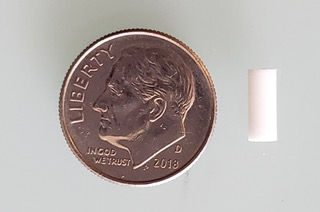 LIBERTY
IN GOD
WE TRUST
D
2018